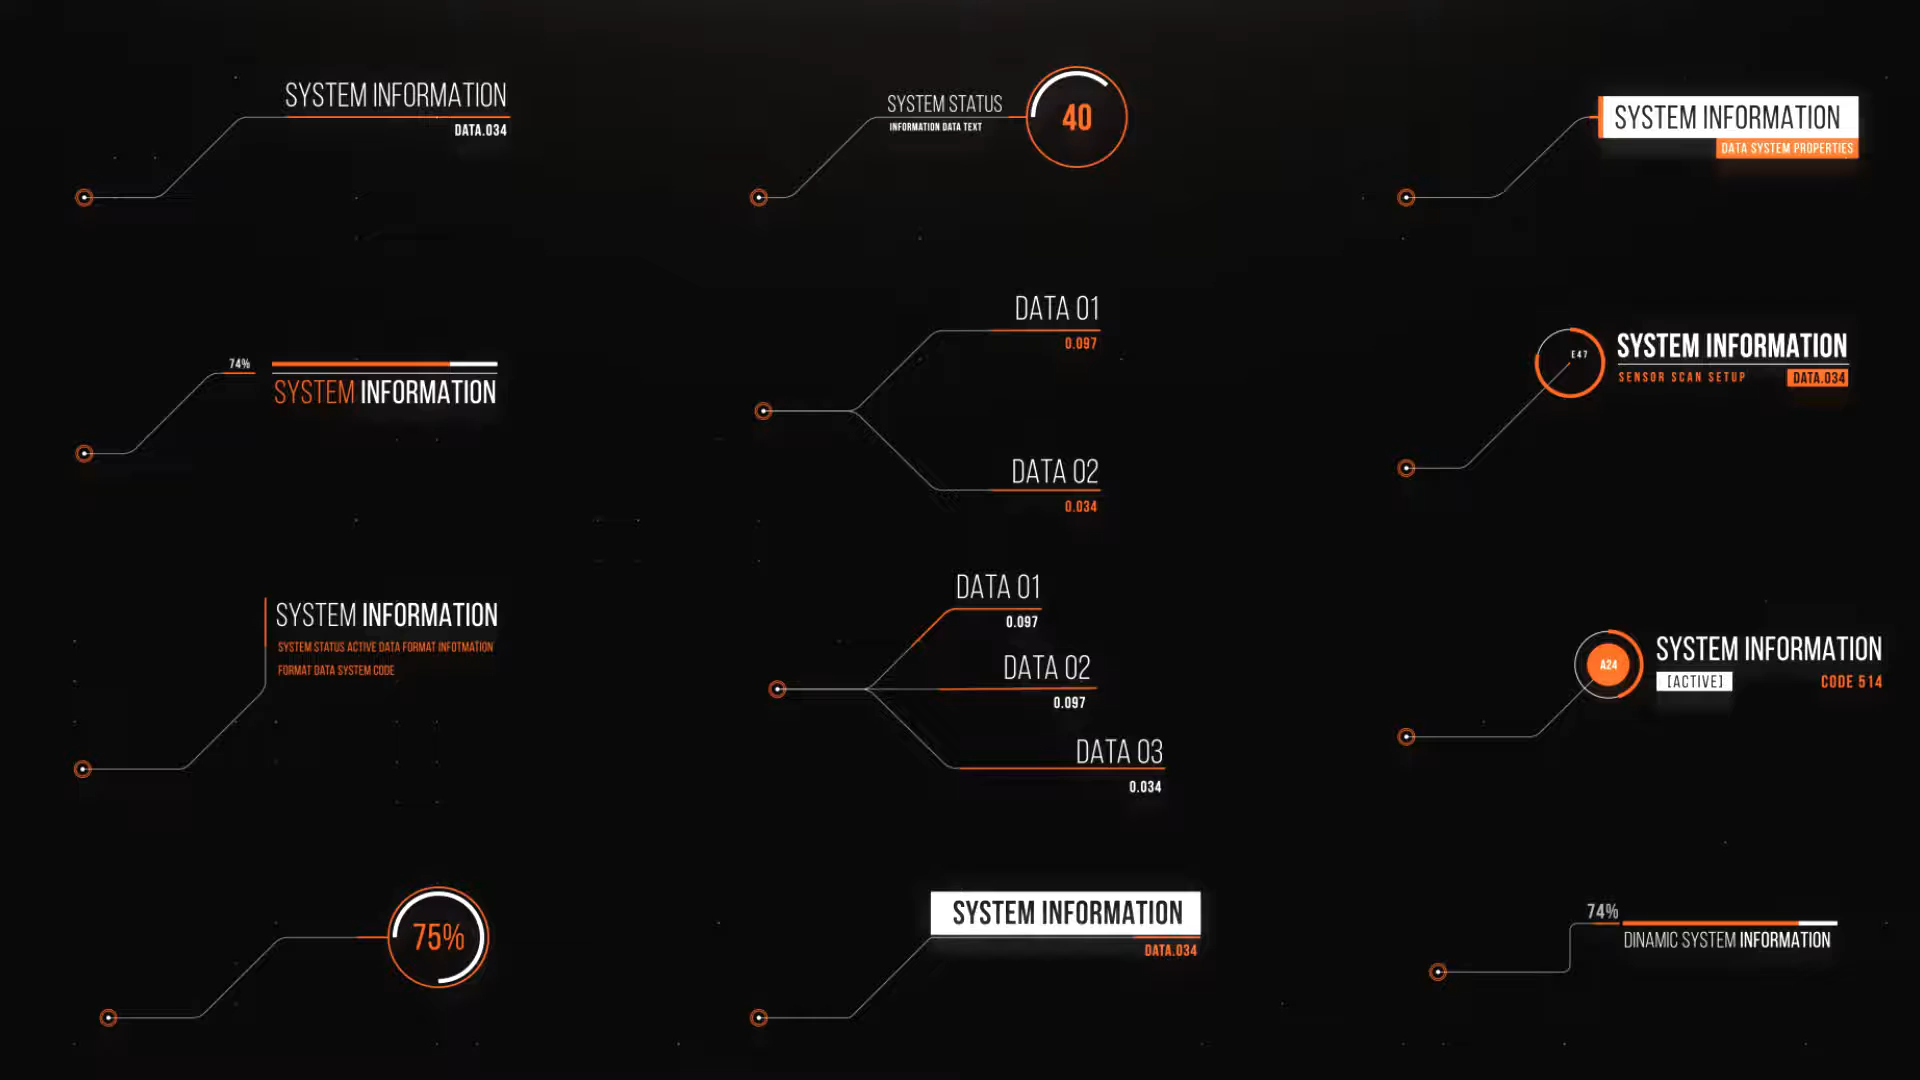 SYSTEM INFORMATION
DATA.034
SYSTEM STATUS
INFORMATION DATA TEXT
40
SYSTEM INFORMATION
DATA SYSTEM PROPERTIES
74%
SYSTEM INFORMATION
DATA 01
0.097
DATA 02
0.034
E47
SYSTEM INFORMATION
SENSOR SCAN SETUP
DATA.034
SYSTEM INFORMATION
SYSTEM STATUS ACTIVE DATA FORMAT INFOTMATION
FORMAT DATA SYSTEM CODE
DATA 01
0.097
DATA 02
0.097
DATA 03
0.034
A24
SYSTEM INFORMATION
[ACTIVE]
CODE 514
75%
SYSTEM INFORMATION
DATA.034
74%
DINAMIC SYSTEM INFORMATION